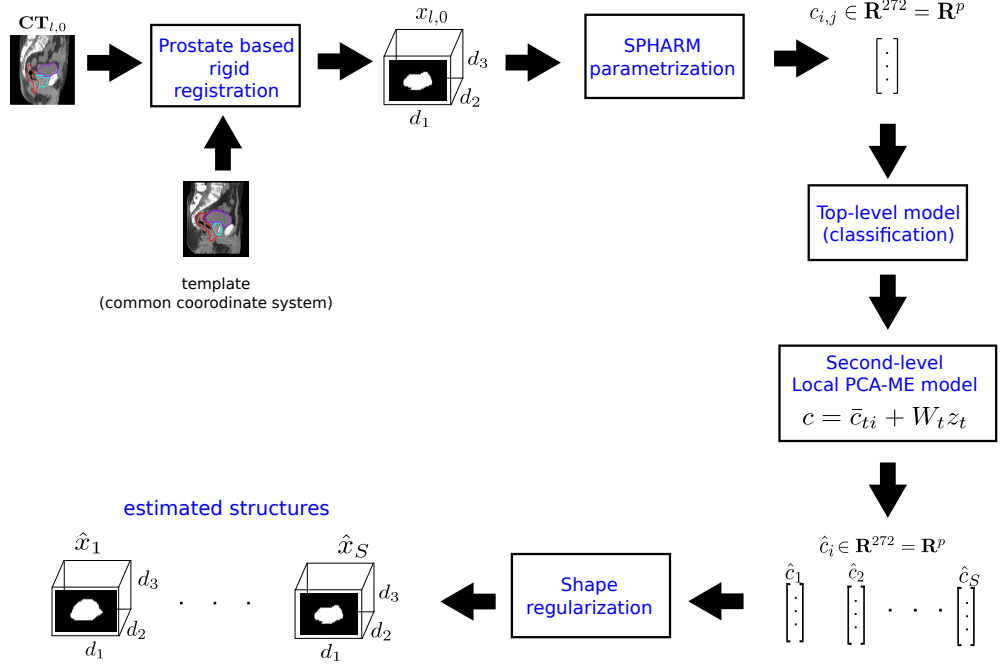 CT_{l,0}
Prostate based
rigid
registration
x_{l,0}
d_3
d_2
d_1
SPHARM
parametrization
c_{i,j} ∈ R^{272} = R^p
template
(common coorodinate system)
Top-level model
(classification)
Second-level
Local PCA-ME model
c = \bar{c}_{ti} + W_t z_t
ĉ_i ∈ R^{272} = R^p
ĉ_1
ĉ_2
. . .
ĉ_S
Shape
regularization
estimated structures
x̂_1
d_3
d_2
d_1
. . .
x̂_S
d_3
d_2
d_1